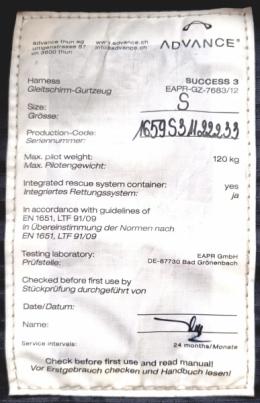 advance thun ag www.advance.ch ADVANCE
uttigenstrasse 87 info@advance.ch
ch 3600 thun
Harness SUCCESS 3
Gleitschirm-Gurtzeug EAPR-GZ-7683/12
Size: S
Grösse:
Production-Code:
Seriennummer:
Max. pilot weight: 120 kg
Max. Pilotengewicht:
Integrated rescue system container: yes
Integriertes Rettungssystem: ja
In accordance with guidelines of
EN 1651, LTF 91/09
in Übereinstimmung der Normen nach
EN 1651, LTF 91/09
Testing laboratory: EAPR GmbH
Prüfstelle: DE-87730 Bad Grönenbach
Checked before first use by
Stückprüfung durchgeführt von
Date/Datum:
Name:
Service intervals: 24 months/Monate
Check before first use and read manual!
Vor Erstgebrauch checken und Handbuch lesen!